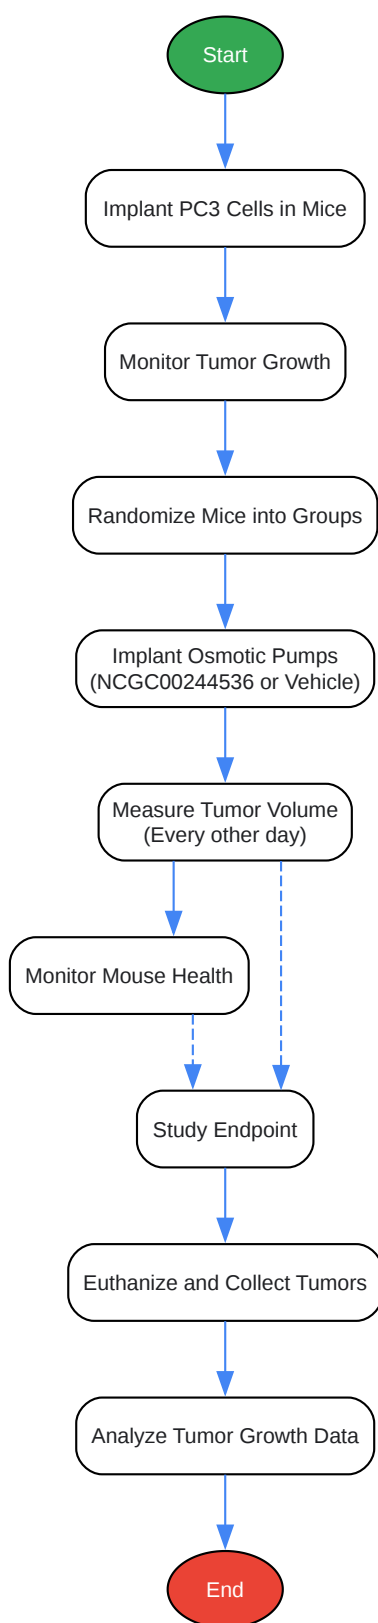 Start
Implant PC3 Cells in Mice
Monitor Tumor Growth
Randomize Mice into Groups
Implant Osmotic Pumps
(NCGC00244536 or Vehicle)
Measure Tumor Volume
(Every other day)
Monitor Mouse Health
Study Endpoint
Euthanize and Collect Tumors
Analyze Tumor Growth Data
End